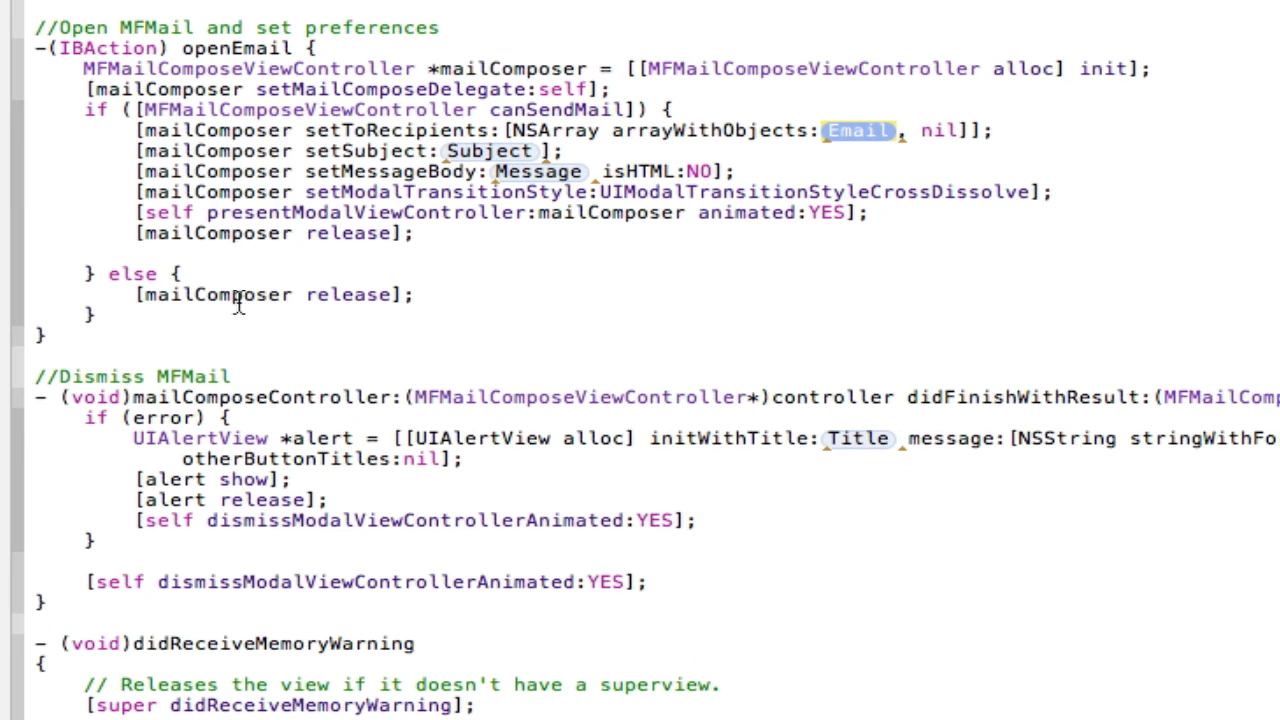 //Open MFMail and set preferences
-(IBAction) openEmail {
    MFMailComposeViewController *mailComposer = [[MFMailComposeViewController alloc] init];
    [mailComposer setMailComposeDelegate:self];
    if ([MFMailComposeViewController canSendMail]) {
        [mailComposer setToRecipients:[NSArray arrayWithObjects:Email, nil]];
        [mailComposer setSubject:Subject];
        [mailComposer setMessageBody:Message isHTML:NO];
        [mailComposer setModalTransitionStyle:UIModalTransitionStyleCrossDissolve];
        [self presentModalViewController:mailComposer animated:YES];
        [mailComposer release];
    } else {
        [mailComposer release];
    }
}
//Dismiss MFMail
- (void)mailComposeController:(MFMailComposeViewController*)controller didFinishWithResult:(MFMailComp
    if (error) {
        UIAlertView *alert = [[UIAlertView alloc] initWithTitle:Title message:[NSString stringWithFo
            otherButtonTitles:nil];
        [alert show];
        [alert release];
        [self dismissModalViewControllerAnimated:YES];
    }
    [self dismissModalViewControllerAnimated:YES];
}
- (void)didReceiveMemoryWarning
{
    // Releases the view if it doesn't have a superview.
    [super didReceiveMemoryWarning];